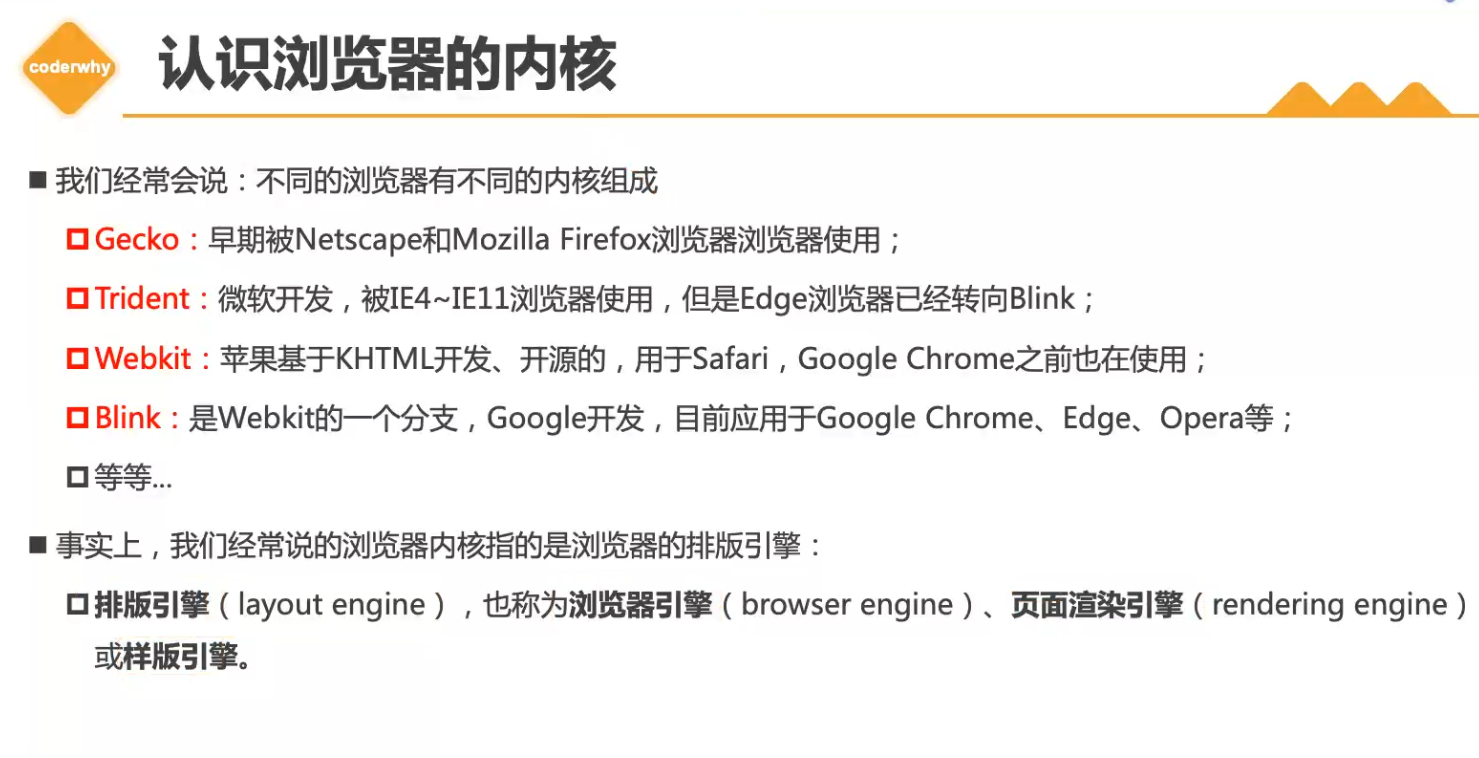 coderwhy
认识浏览器的内核
我们经常会说：不同的浏览器有不同的内核组成
Gecko：早期被Netscape和Mozilla Firefox浏览器浏览器使用；
Trident：微软开发，被IE4~IE11浏览器使用，但是Edge浏览器已经转向Blink；
Webkit：苹果基于KHTML开发、开源的，用于Safari，Google Chrome之前也在使用；
Blink：是Webkit的一个分支，Google开发，目前应用于Google Chrome、Edge、Opera等；
等等...
事实上，我们经常说的浏览器内核指的是浏览器的排版引擎：
排版引擎（layout engine），也称为浏览器引擎（browser engine）、页面渲染引擎（rendering engine）
或样版引擎。